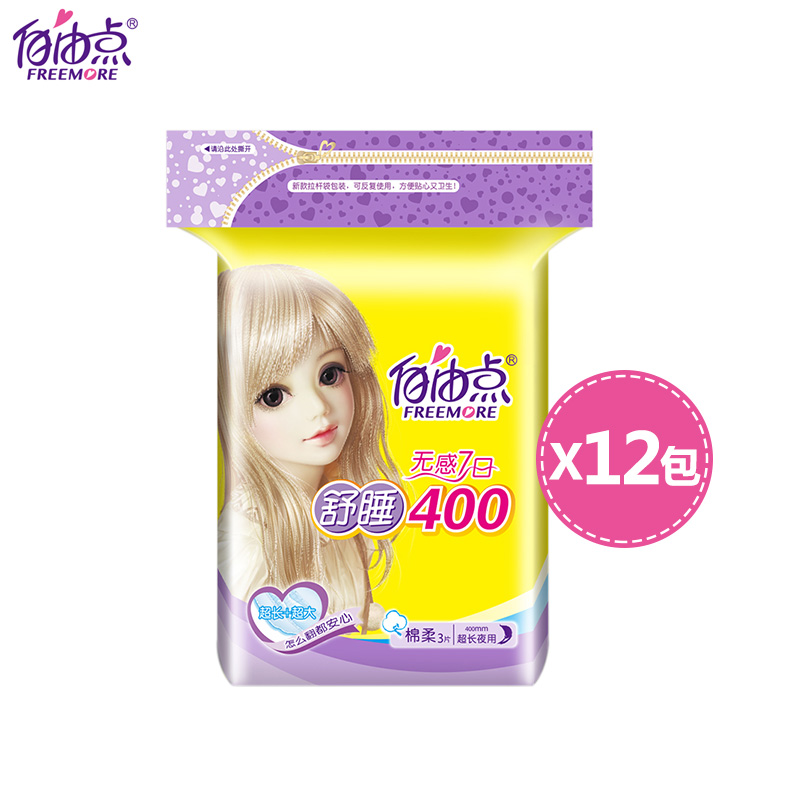 自由点®
FREEMORE
◀请沿此处撕开
新款拉杆袋包装，可反复使用，方便贴心又卫生！
自由点®
FREEMORE
无感7日
舒睡400
X12包
超长+超大
怎么翻都安心
棉柔3片
400mm
超长夜用